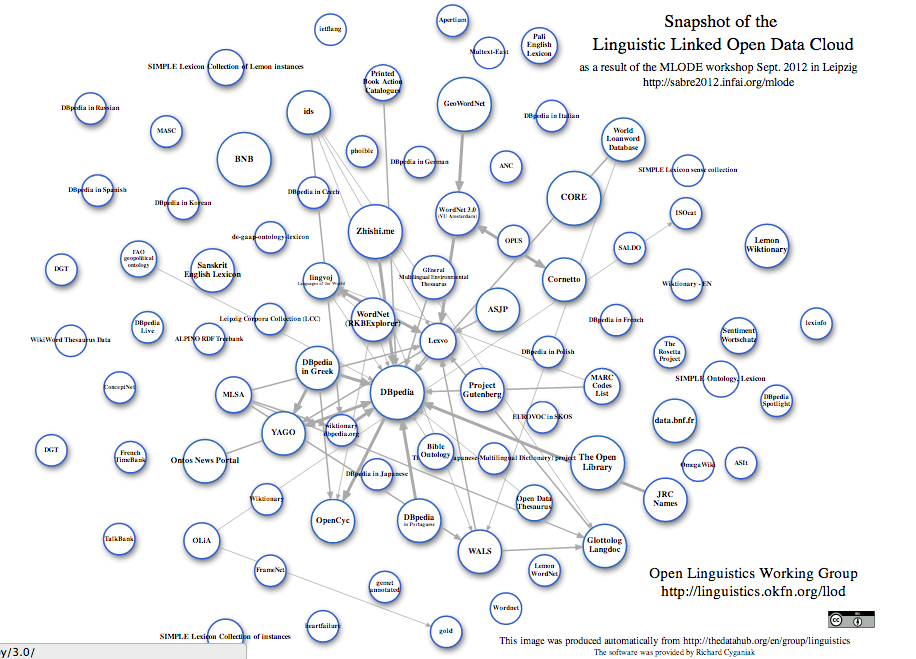 Snapshot of the
Linguistic Linked Open Data Cloud
as a result of the MLODE workshop Sept. 2012 in Leipzig
http://sabre2012.infai.org/mlode
Apertium
ietflang
Multext-East
Pali
English
Lexicon
SIMPLE Lexicon Collection of Lemon instances
Printed
Book Action
Catalogues
GeoWordNet
DBpedia in Russian
ids
DBpedia in Italian
MASC
World
Loanword
Database
BNB
phoible
DBpedia in German
ANC
SIMPLE Lexicon sense collection
DBpedia in Spanish
DBpedia in Korean
DBpedia in Czech
CORE
WordNet 3.0
(VU Amsterdam)
ISOcat
Zhishi.me
de-gaap-ontology-lexicon
OPUS
SALDO
Lemon
Wiktionary
FAO
geopolitical
ontology
DGT
Sanskrit
English Lexicon
lingvoj
Languages of the World
GEneral
Multilingual Environmental
Thesaurus
Cornetto
Wiktionary - EN
WikiWord Thesaurus Data
DBpedia
Live
ALPINO RDF Treebank
Leipzig Corpora Collection (LCC)
WordNet
(RKBExplorer)
ASJP
DBpedia in French
lexinfo
Lexvo
Sentiment
Wortschatz
DBpedia in Polish
The
Rosetta
Project
DBpedia
in Greek
SIMPLE Ontology, Lexicon
ConceptNet
MLSA
DBpedia
Project
Gutenberg
MARC
Codes
List
DBpedia
Spotlight
EUROVOC in SKOS
data.bnf.fr
YAGO
Wiktionary
dbpedia.org
DGT
French
TimeBank
Ontos News Portal
Bible
Ontology
Japanese-Multilingual Dictionary) project
The Open
Library
OmegaWiki
ASIt
DBpedia in Japanese
Wiktionary
Open Data
Thesaurus
JRC
Names
OpenCyc
DBpedia
in Portuguese
TalkBank
OLiA
WALS
Glottolog
Langdoc
FrameNet
gemet
annotated
Lemon
WordNet
Open Linguistics Working Group
http://linguistics.okfn.org/llod
Wordnet
SIMPLE Lexicon Collection of instances
heartfailure
gold
cc
BY
This image was produced automatically from http://thedatahub.org/en/group/linguistics
The software was provided by Richard Cyganiak
y/3.0/